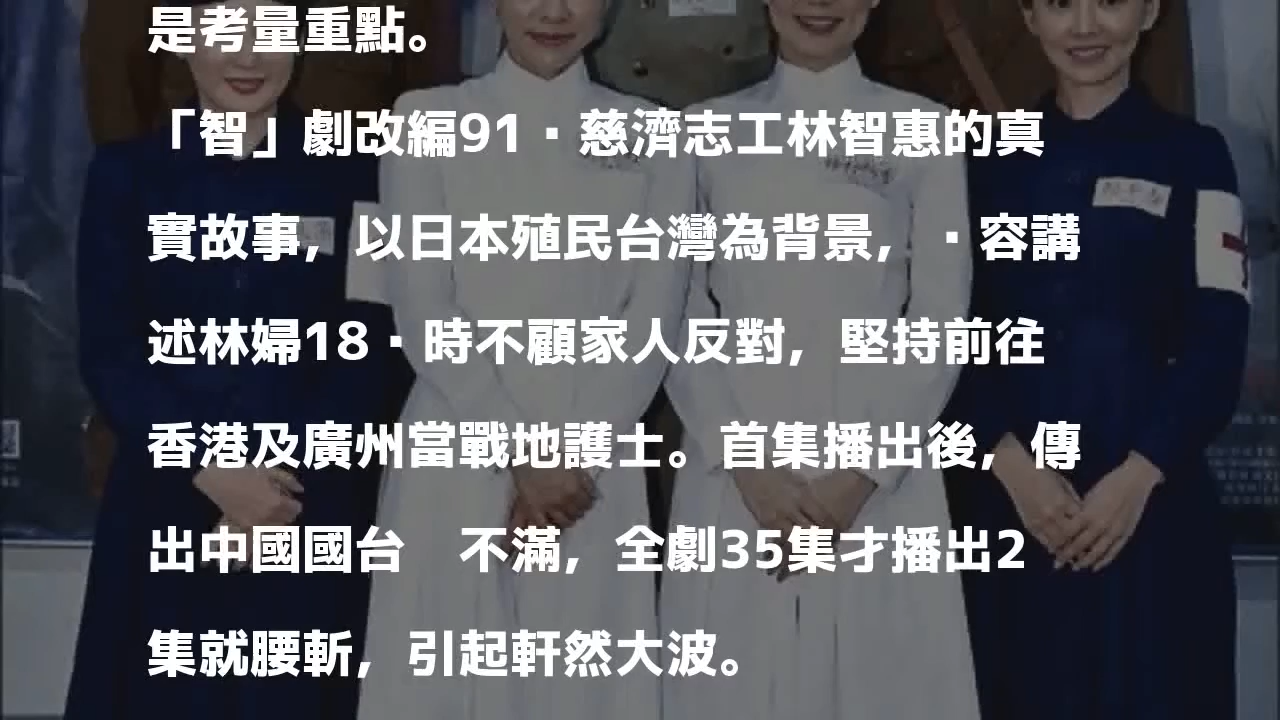 是考量重點。
「智」劇改編91・慈濟志工林智惠的真
實故事，以日本殖民台灣為背景，・容講
述林婦18・時不顧家人反對，堅持前往
香港及廣州當戰地護士。首集播出後，傳
出中國國台　不滿，全劇35集才播出2
集就腰斬，引起軒然大波。